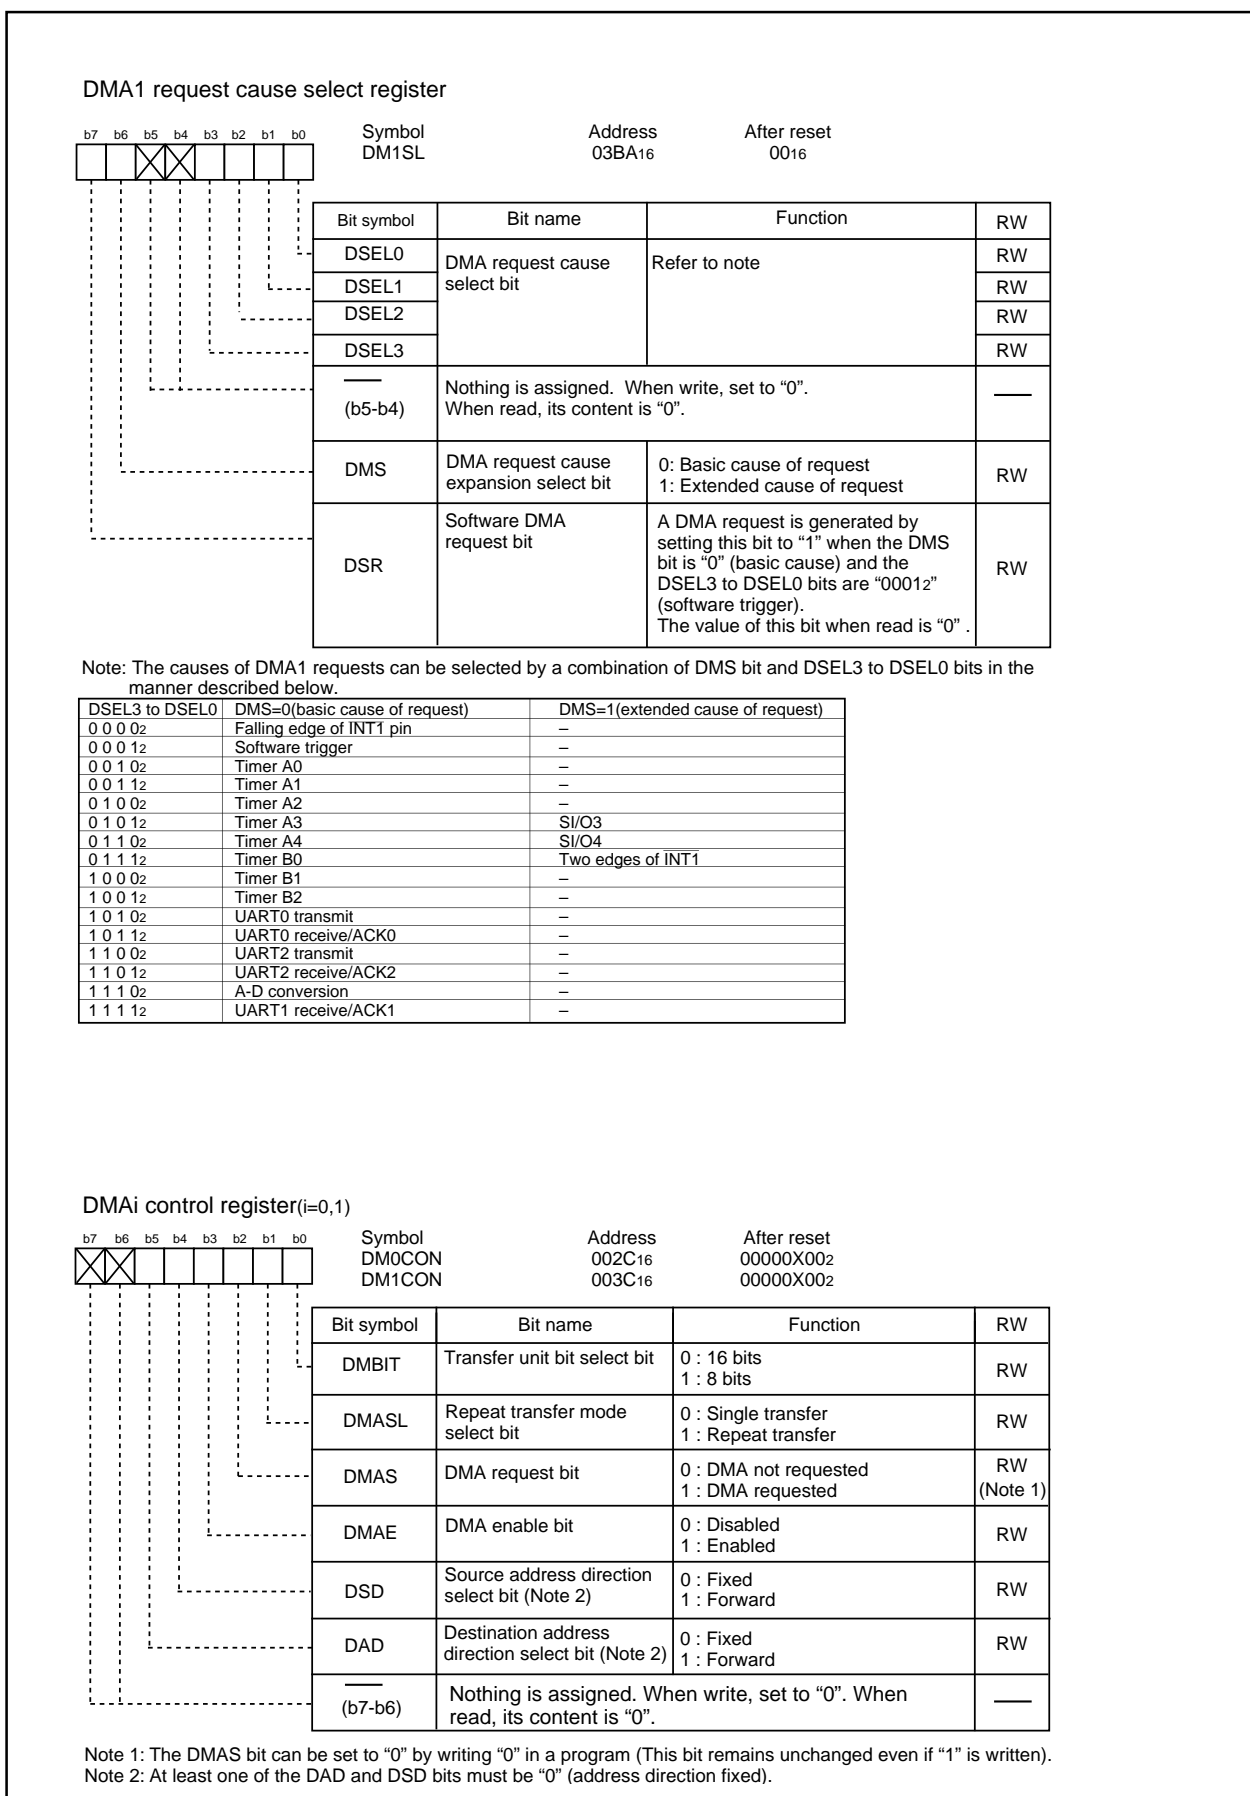 DMA1 request cause select register
b7 b6 b5 b4 b3 b2 b1 b0
Symbol Address After reset
DM1SL 03BA16 0016
Bit symbol Bit name Function RW
DSEL0 DMA request cause select bit Refer to note RW
DSEL1 RW
DSEL2 RW
DSEL3 RW
(b5-b4) Nothing is assigned. When write, set to “0”.
When read, its content is “0”.
DMS DMA request cause expansion select bit 0: Basic cause of request RW
1: Extended cause of request
DSR Software DMA request bit A DMA request is generated by RW
setting this bit to “1” when the DMS
bit is “0” (basic cause) and the
DSEL3 to DSEL0 bits are “00012”
(software trigger).
The value of this bit when read is “0” .
Note: The causes of DMA1 requests can be selected by a combination of DMS bit and DSEL3 to DSEL0 bits in the
manner described below.
DSEL3 to DSEL0 DMS=0(basic cause of request) DMS=1(extended cause of request)
0 0 0 02 Falling edge of INT1 pin –
0 0 0 12 Software trigger –
0 0 1 02 Timer A0 –
0 0 1 12 Timer A1 –
0 1 0 02 Timer A2 –
0 1 0 12 Timer A3 SI/O3
0 1 1 02 Timer A4 SI/O4
0 1 1 12 Timer B0 Two edges of INT1
1 0 0 02 Timer B1 –
1 0 0 12 Timer B2 –
1 0 1 02 UART0 transmit –
1 0 1 12 UART0 receive/ACK0 –
1 1 0 02 UART2 transmit –
1 1 0 12 UART2 receive/ACK2 –
1 1 1 02 A-D conversion –
1 1 1 12 UART1 receive/ACK1 –
DMAi control register(i=0,1)
b7 b6 b5 b4 b3 b2 b1 b0
Symbol Address After reset
DM0CON 002C16 00000X002
DM1CON 003C16 00000X002
Bit symbol Bit name Function RW
DMBIT Transfer unit bit select bit 0 : 16 bits RW
1 : 8 bits
DMASL Repeat transfer mode select bit 0 : Single transfer RW
1 : Repeat transfer
DMAS DMA request bit 0 : DMA not requested RW
1 : DMA requested (Note 1)
DMAE DMA enable bit 0 : Disabled RW
1 : Enabled
DSD Source address direction select bit (Note 2) 0 : Fixed RW
1 : Forward
DAD Destination address direction select bit (Note 2) 0 : Fixed RW
1 : Forward
(b7-b6) Nothing is assigned. When write, set to “0”. When
read, its content is “0”.
Note 1: The DMAS bit can be set to “0” by writing “0” in a program (This bit remains unchanged even if “1” is written).
Note 2: At least one of the DAD and DSD bits must be “0” (address direction fixed).